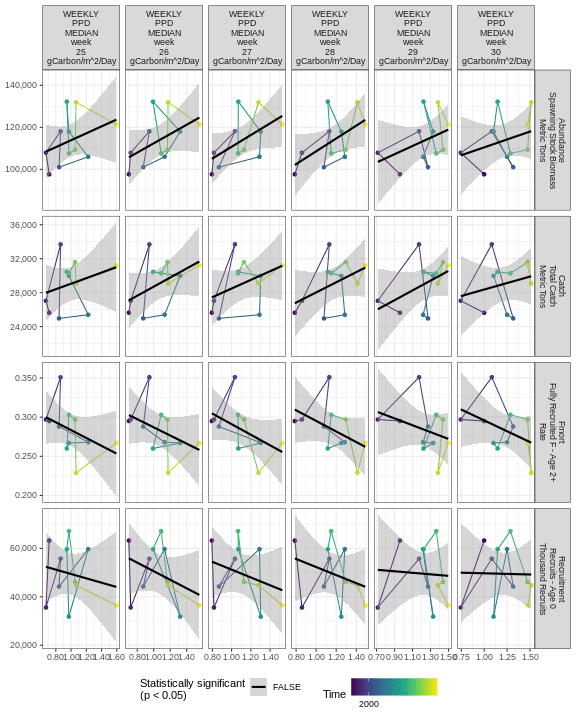 WEEKLY
PPD
MEDIAN
week
25
gCarbon/m^2/Day
WEEKLY
PPD
MEDIAN
week
26
gCarbon/m^2/Day
WEEKLY
PPD
MEDIAN
week
27
gCarbon/m^2/Day
WEEKLY
PPD
MEDIAN
week
28
gCarbon/m^2/Day
WEEKLY
PPD
MEDIAN
week
29
gCarbon/m^2/Day
WEEKLY
PPD
MEDIAN
week
30
gCarbon/m^2/Day
140,000
120,000
100,000
Abundance
Spawning Stock Biomass
Metric Tons
36,000
32,000
28,000
24,000
Catch
Total Catch
Metric Tons
0.350
0.300
0.250
0.200
Fmort
Fully Recruited F - Age 2+
Rate
60,000
40,000
20,000
Recruitment
Recruits - Age 0
Thousand Recruits
0.80 1.00 1.20 1.40 1.60
0.80 1.00 1.20 1.40
0.80 1.00 1.20 1.40
0.80 1.00 1.20 1.40
0.70 0.90 1.10 1.30 1.50
0.75 1.00 1.25 1.50
Statistically significant
(p < 0.05)
FALSE
Time
2000